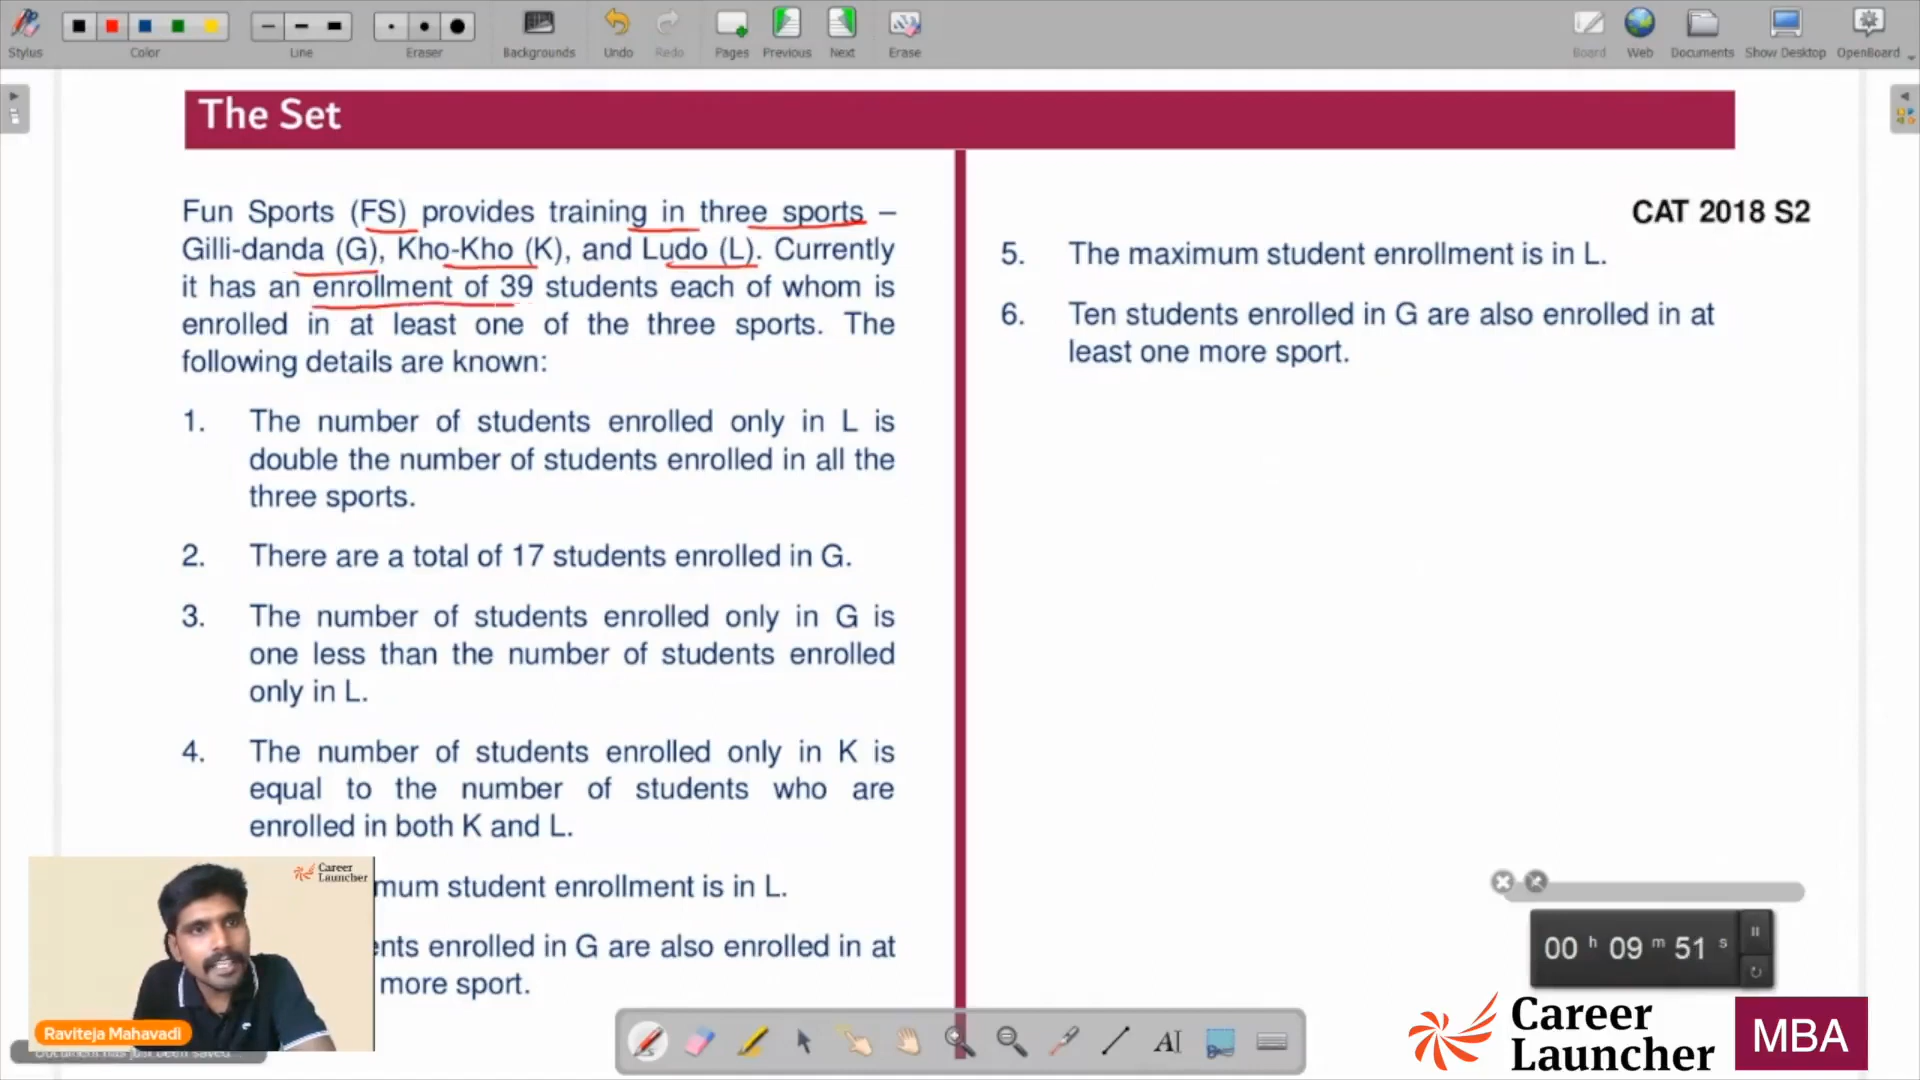 Stylus
Color
Line
Eraser
Backgrounds
Undo
Redo
Pages
Previous
Next
Erase
Board
Web
Documents
Show Desktop
OpenBoard
The Set
Fun Sports (FS) provides training in three sports –
Gilli-danda (G), Kho-Kho (K), and Ludo (L). Currently
it has an enrollment of 39 students each of whom is
enrolled in at least one of the three sports. The
following details are known:
1. The number of students enrolled only in L is
double the number of students enrolled in all the
three sports.
2. There are a total of 17 students enrolled in G.
3. The number of students enrolled only in G is
one less than the number of students enrolled
only in L.
4. The number of students enrolled only in K is
equal to the number of students who are
enrolled in both K and L.
mum student enrollment is in L.
nts enrolled in G are also enrolled in at
more sport.
CAT 2018 S2
5. The maximum student enrollment is in L.
6. Ten students enrolled in G are also enrolled in at
least one more sport.
Career
Launcher
Raviteja Mahavadi
00 h 09 m 51 s
Career
Launcher
MBA